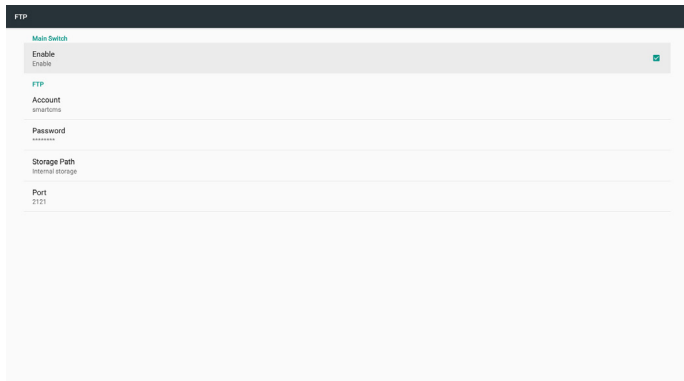 FTP
Main Switch
Enable
Enable
FTP
Account
smartcms
Password
********
Storage Path
Internal storage
Port
2121